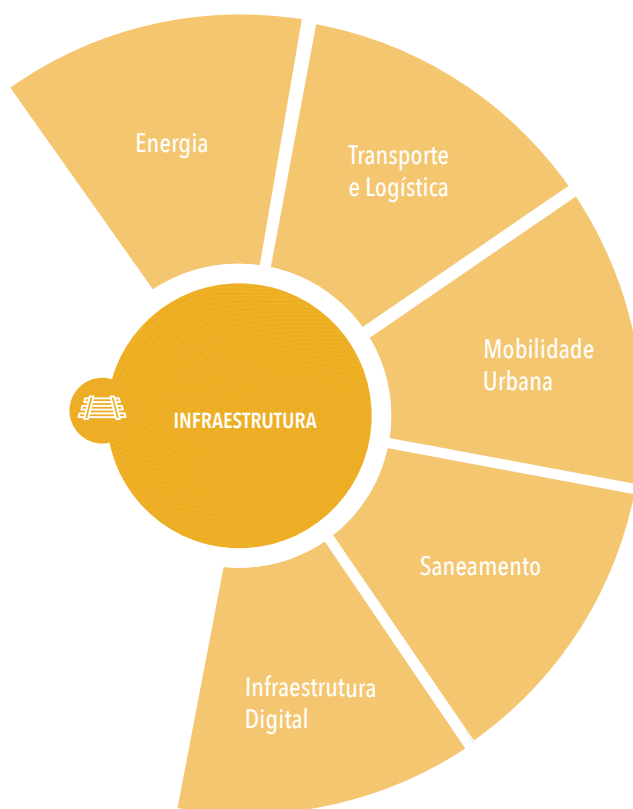 Energia
Transporte
e Logística
Mobilidade
Urbana
INFRAESTRUTURA
Saneamento
Infraestrutura
Digital